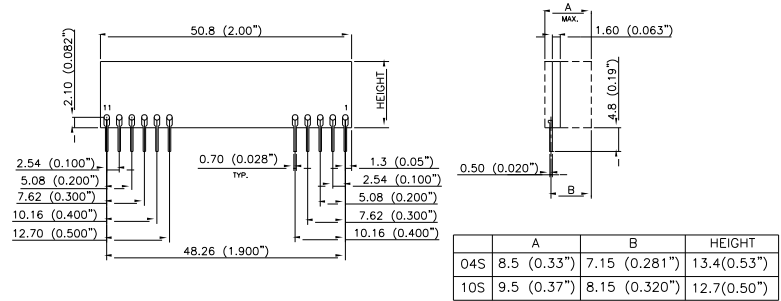 50.8 (2.00")
2.10 (0.082")
HEIGHT
11
1
2.54 (0.100")
5.08 (0.200")
7.62 (0.300")
10.16 (0.400")
12.70 (0.500")
0.70 (0.028")
TYP.
1.3 (0.05")
2.54 (0.100")
5.08 (0.200")
7.62 (0.300")
10.16 (0.400")
48.26 (1.900")
A
MAX.
1.60 (0.063")
4.8 (0.19")
0.50 (0.020")
B
A B HEIGHT
04S 8.5 (0.33") 7.15 (0.281") 13.4(0.53")
10S 9.5 (0.37") 8.15 (0.320") 12.7(0.50")